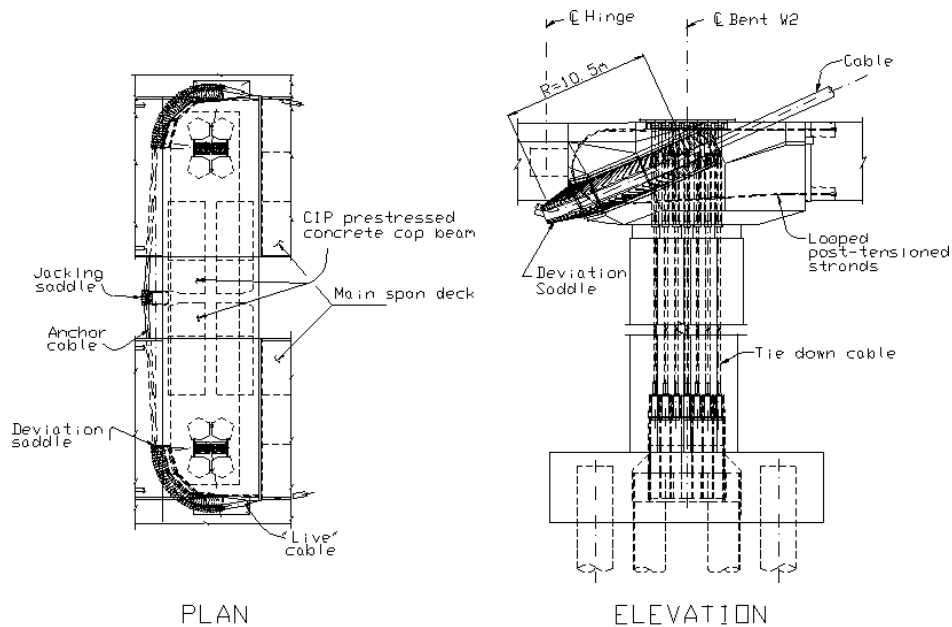 ℄ Hinge
℄ Bent W2
Cable
R=10.5m
CIP prestressed
concrete cap beam
Jacking
saddle
Main span deck
Anchor
cable
Deviation
Saddle
Looped
post-tensioned
strands
Tie down cable
Deviation
saddle
"Live"
cable
PLAN
ELEVATION